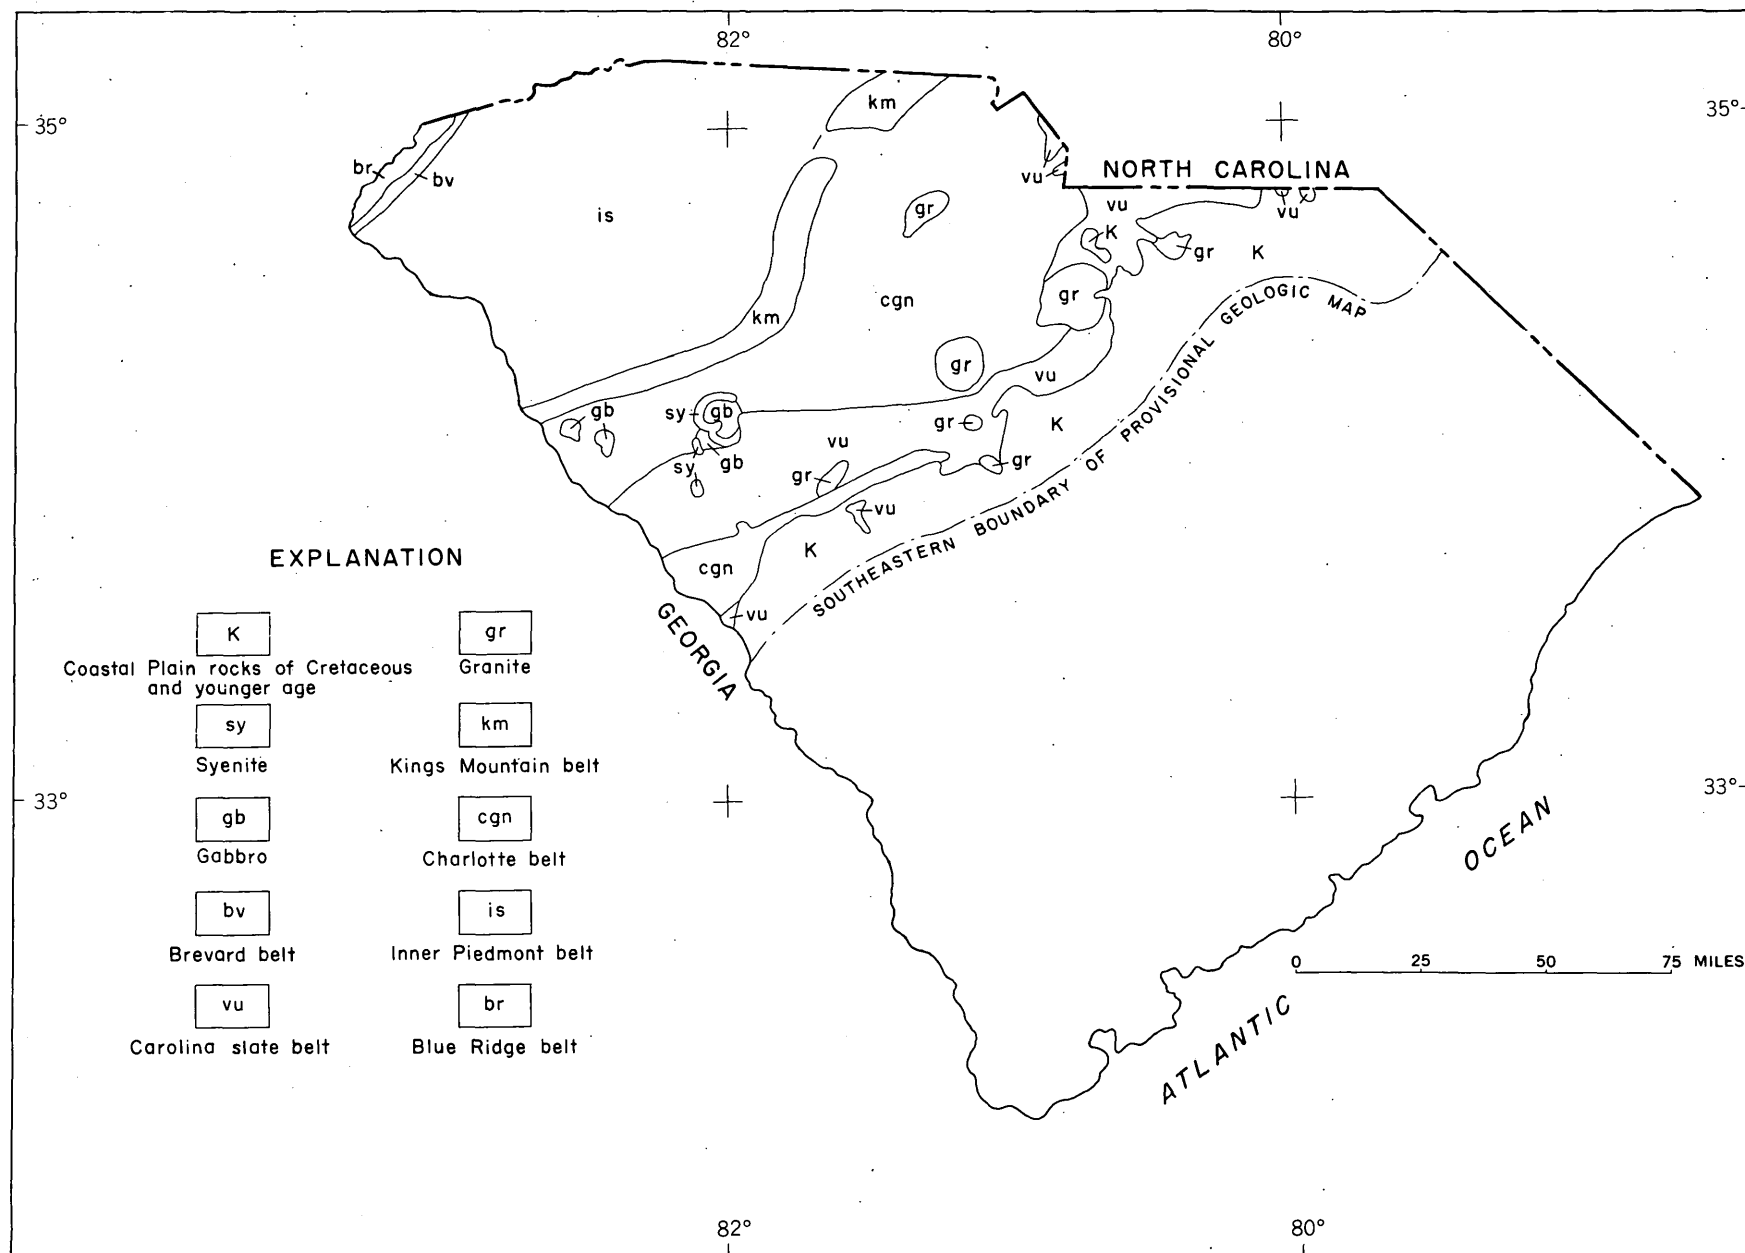 82° 80°
35° 35°
km
br
bv
vu
NORTH CAROLINA
is
gr
vu
vu
K
gr
K
cgn
gr
km
gr
vu
SOUTHEASTERN BOUNDARY OF PROVISIONAL GEOLOGIC MAP
gb
sy
gb
gr
K
vu
sy
gb
gr
gr
vu
K
cgn
vu
GEORGIA
EXPLANATION
K
Coastal Plain rocks of Cretaceous
and younger age
sy
Syenite
gb
Gabbro
bv
Brevard belt
vu
Carolina slate belt
gr
Granite
km
Kings Mountain belt
cgn
Charlotte belt
is
Inner Piedmont belt
br
Blue Ridge belt
33° 33°
ATLANTIC OCEAN
0 25 50 75 MILES
82° 80°